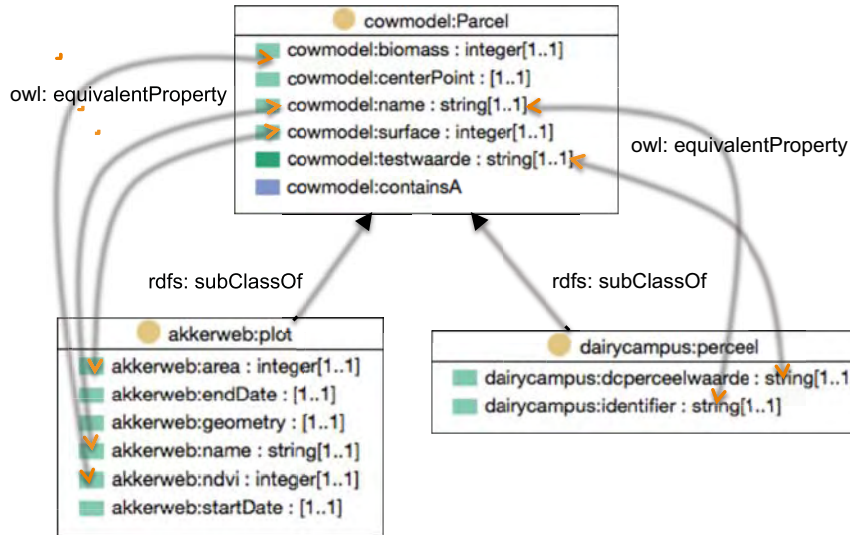 cowmodel:Parcel
cowmodel:biomass : integer[1..1]
cowmodel:centerPoint : [1..1]
cowmodel:name : string[1..1]
cowmodel:surface : integer[1..1]
cowmodel:testwaarde : string[1..1]
cowmodel:containsA
owl: equivalentProperty
owl: equivalentProperty
rdfs: subClassOf
rdfs: subClassOf
akkerweb:plot
akkerweb:area : integer[1..1]
akkerweb:endDate : [1..1]
akkerweb:geometry : [1..1]
akkerweb:name : string[1..1]
akkerweb:ndvi : integer[1..1]
akkerweb:startDate : [1..1]
dairycampus:perceel
dairycampus:dcperceelwaarde : string[1..1
dairycampus:identifier : string[1..1]